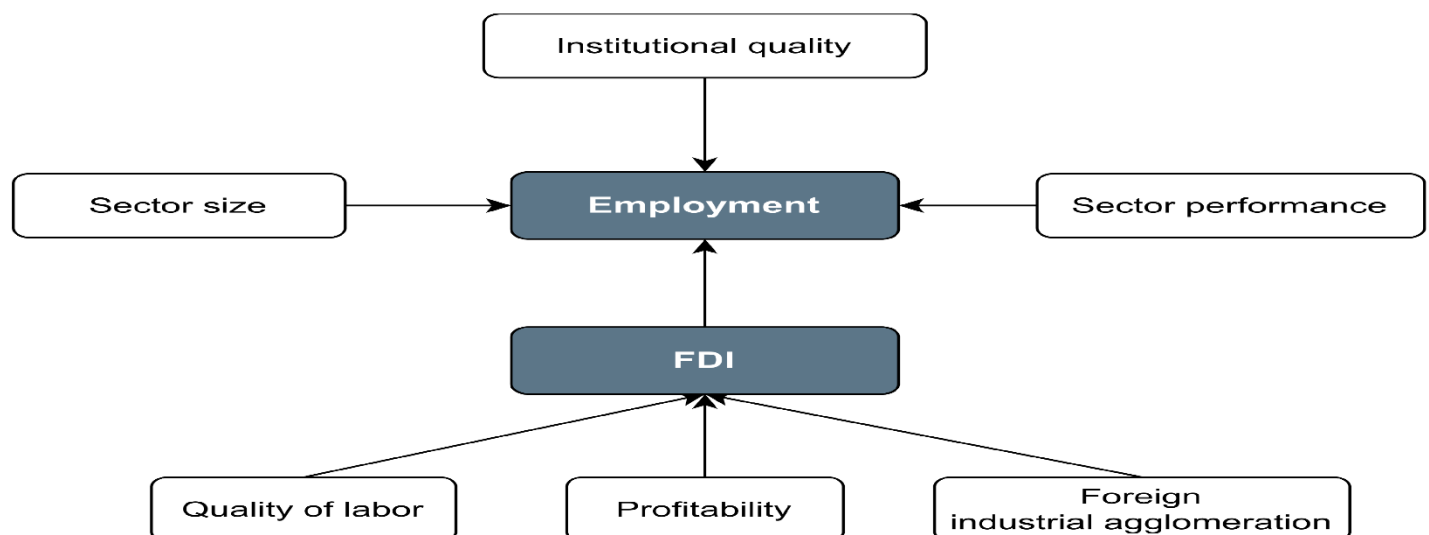 Institutional quality
Sector size
Employment
Sector performance
FDI
Quality of labor
Profitability
Foreign
industrial agglomeration